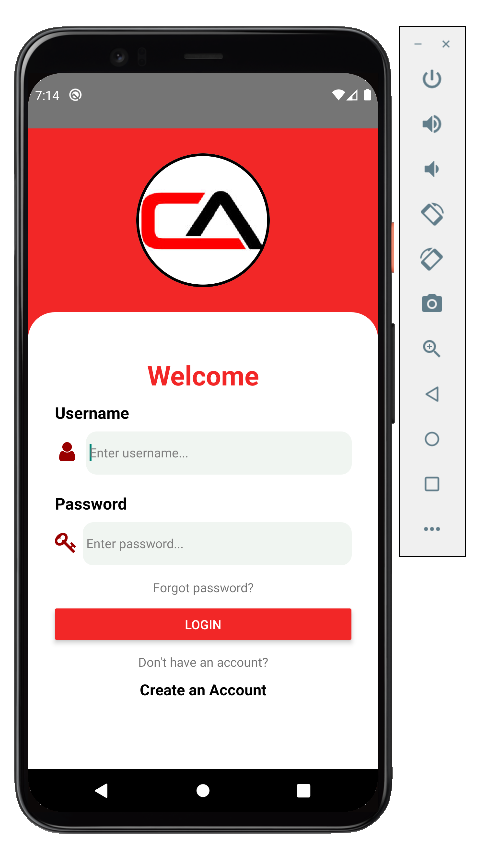 7:14
CA
Welcome
Username
Enter username...
Password
Enter password...
Forgot password?
LOGIN
Don't have an account?
Create an Account